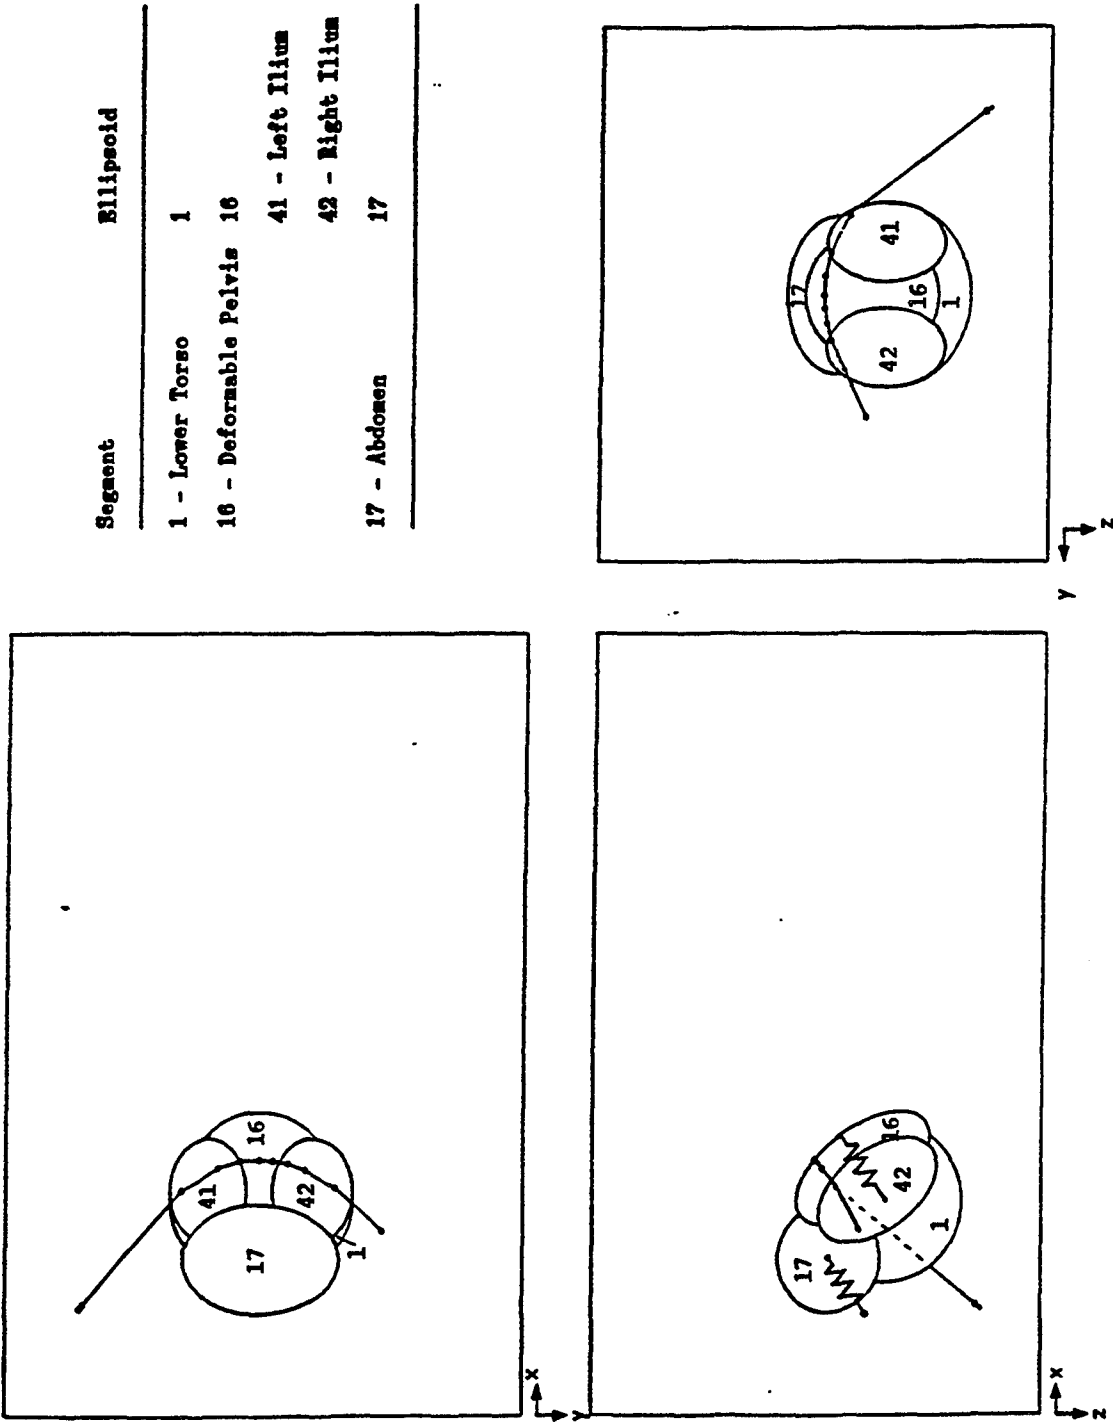 Segment Ellipsoid
1 - Lower Torso 1
16 - Deformable Pelvis 16
41 - Left Ilium
42 - Right Ilium
17 - Abdomen 17
16
41
42
17
1
x
y
17
41
42
16
1
y
z
17
16
42
1
x
z